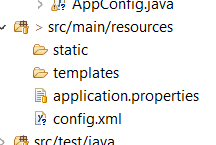 AppConfig.java
src/main/resources
static
templates
application.properties
config.xml
src/test/java